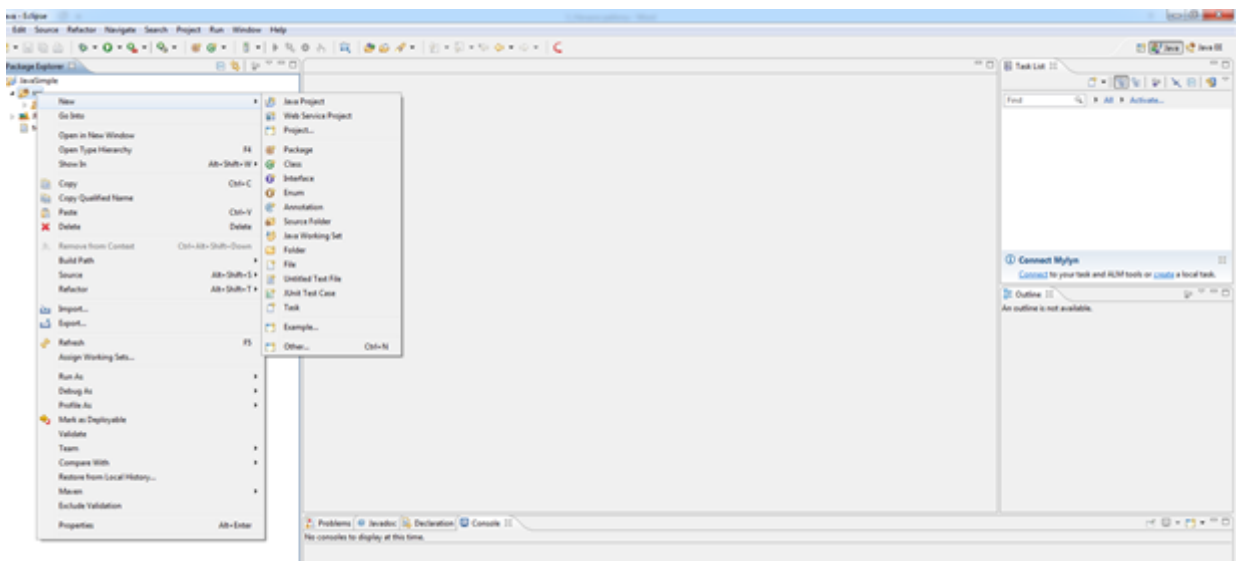 ava - Eclipse
Edit Source Refactor Navigate Search Project Run Window Help
Java
Java EE
Package Explorer
JavaSimple
New
Go Into
Open in New Window
Open Type Hierarchy F4
Show In Alt+Shift+W
Copy Ctrl+C
Copy Qualified Name
Paste Ctrl+V
Delete Delete
Remove from Context Ctrl+Alt+Shift+Down
Build Path
Source Alt+Shift+S
Refactor Alt+Shift+T
Import...
Export...
Refresh F5
Assign Working Sets...
Run As
Debug As
Profile As
Mark as Deployable
Validate
Team
Compare With
Restore from Local History...
Maven
Exclude Validation
Properties Alt+Enter
Java Project
Web Service Project
Project...
Package
Class
Interface
Enum
Annotation
Source Folder
Java Working Set
Folder
File
Untitled Text File
JUnit Test Case
Task
Example...
Other... Ctrl+N
Task List
Find All Activate...
Connect Mylyn
Connect to your task and ALM tools or create a local task.
Outline
An outline is not available.
Problems Javadoc Declaration Console
No consoles to display at this time.